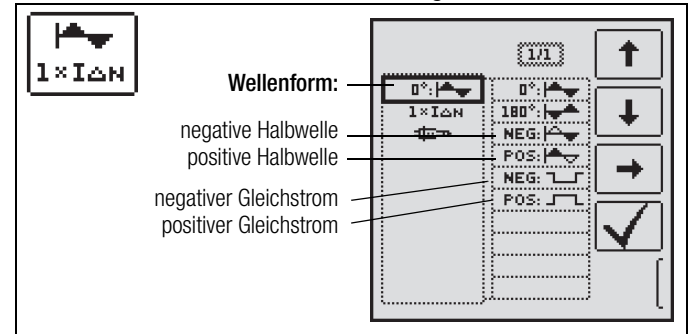 1×IΔN
Wellenform:
negative Halbwelle
positive Halbwelle
negativer Gleichstrom
positiver Gleichstrom
1/1
0°:
1×IΔN
0°:
180°:
NEG:
POS:
NEG:
POS: